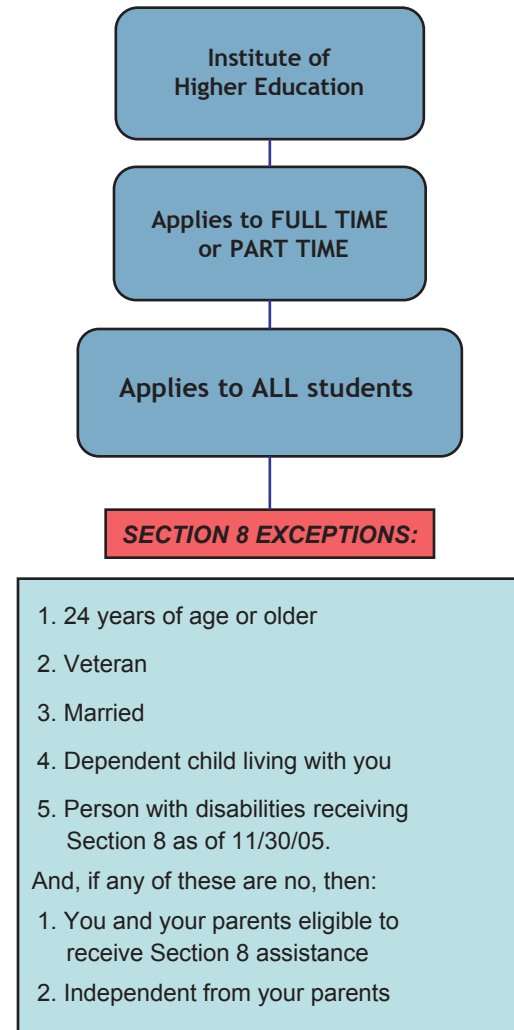 Institute of
Higher Education
Applies to FULL TIME
or PART TIME
Applies to ALL students
SECTION 8 EXCEPTIONS:
1. 24 years of age or older
2. Veteran
3. Married
4. Dependent child living with you
5. Person with disabilities receiving
Section 8 as of 11/30/05.
And, if any of these are no, then:
1. You and your parents eligible to
receive Section 8 assistance
2. Independent from your parents